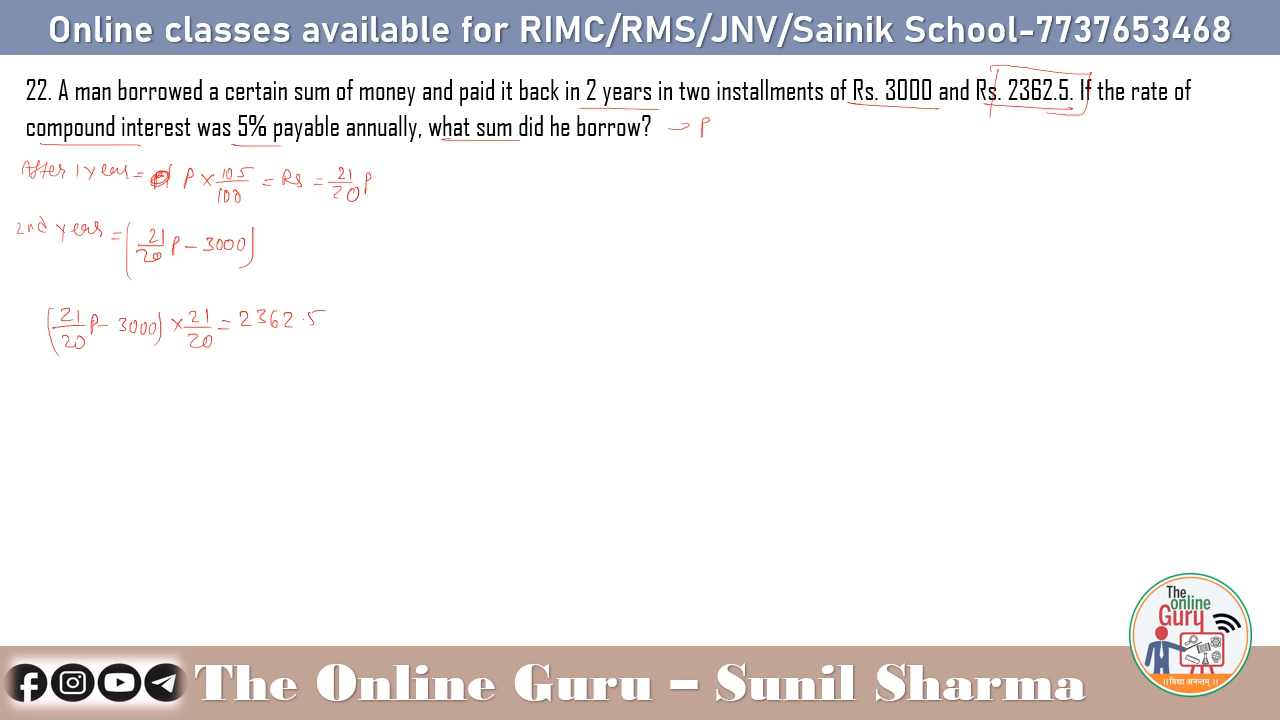 Online classes available for RIMC/RMS/JNV/Sainik School-7737653468
22. A man borrowed a certain sum of money and paid it back in 2 years in two installments of Rs. 3000 and Rs. 2362.5. If the rate of
compound interest was 5% payable annually, what sum did he borrow? → P
After 1 year = P × 105/100 = Rs = 21/20 P
2nd years = (21/20 P - 3000)
(21/20 P - 3000) × 21/20 = 2362.5
The
online
Guru
|| विद्या अनन्तम् ||
The Online Guru – Sunil Sharma